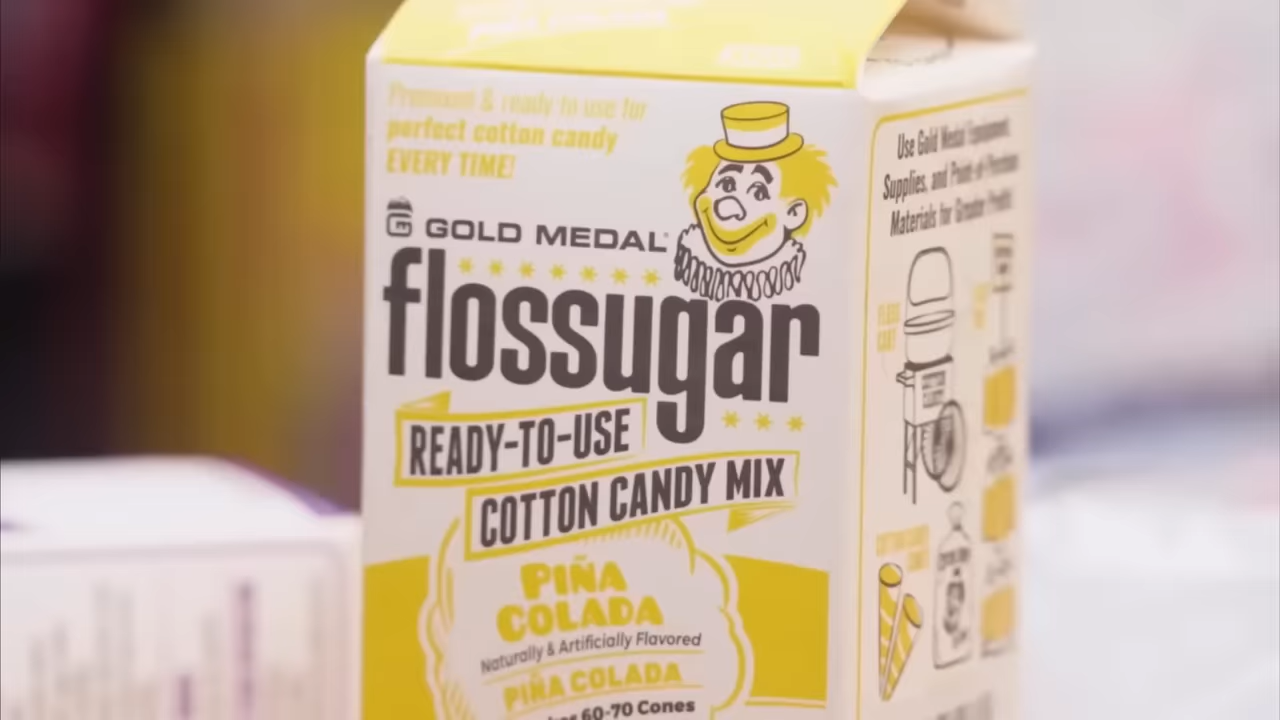 Premium & ready to use for
perfect cotton candy
EVERY TIME!
GOLD MEDAL
flossugar
READY-TO-USE
COTTON CANDY MIX
PIÑA
COLADA
Naturally & Artificially Flavored
PIÑA COLADA
60-70 Cones
Use Gold Medal Equipment,
Supplies, and Point-of-Purchase
Materials for Greater Profits!